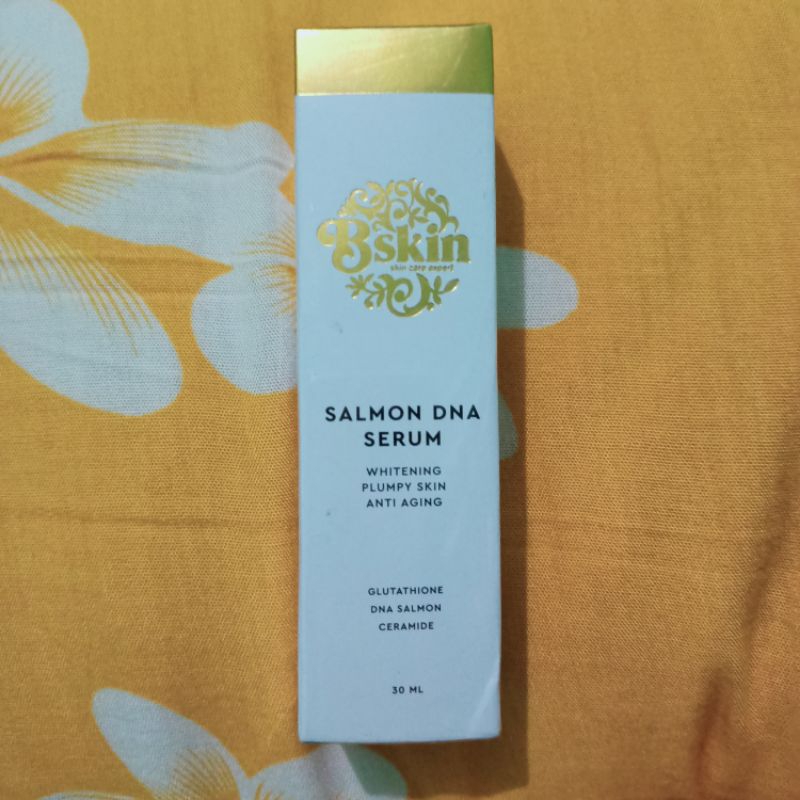 Bskin
skin care expert
SALMON DNA
SERUM
WHITENING
PLUMPY SKIN
ANTI AGING
GLUTATHIONE
DNA SALMON
CERAMIDE
30 ML